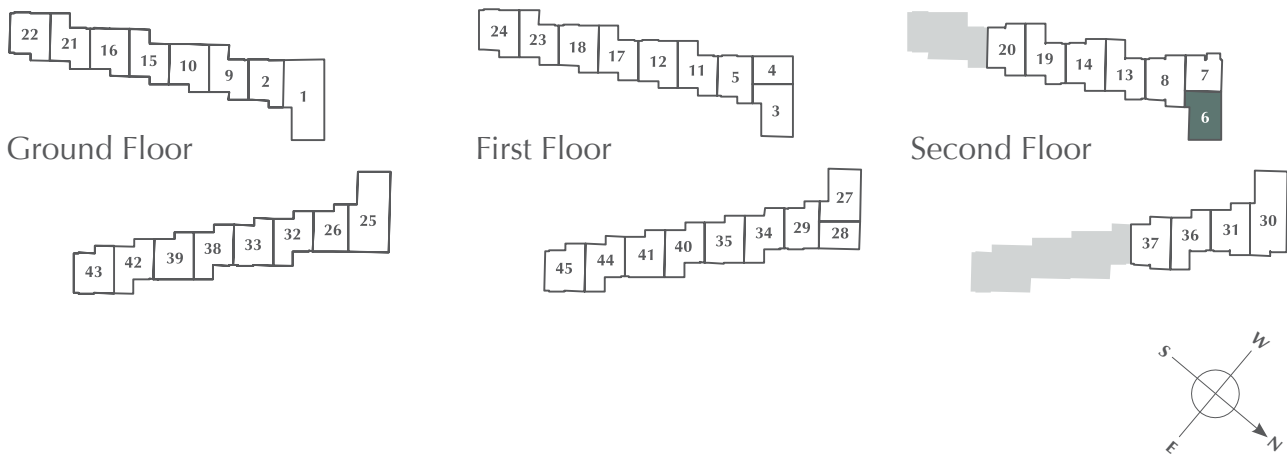 22 21 16 15 10 9 2 1
Ground Floor
43 42 39 38 33 32 26 25
24 23 18 17 12 11 5 4
3
First Floor
45 44 41 40 35 34 29 27
28
20 19 14 13 8 7
6
Second Floor
37 36 31 30
S W
E N